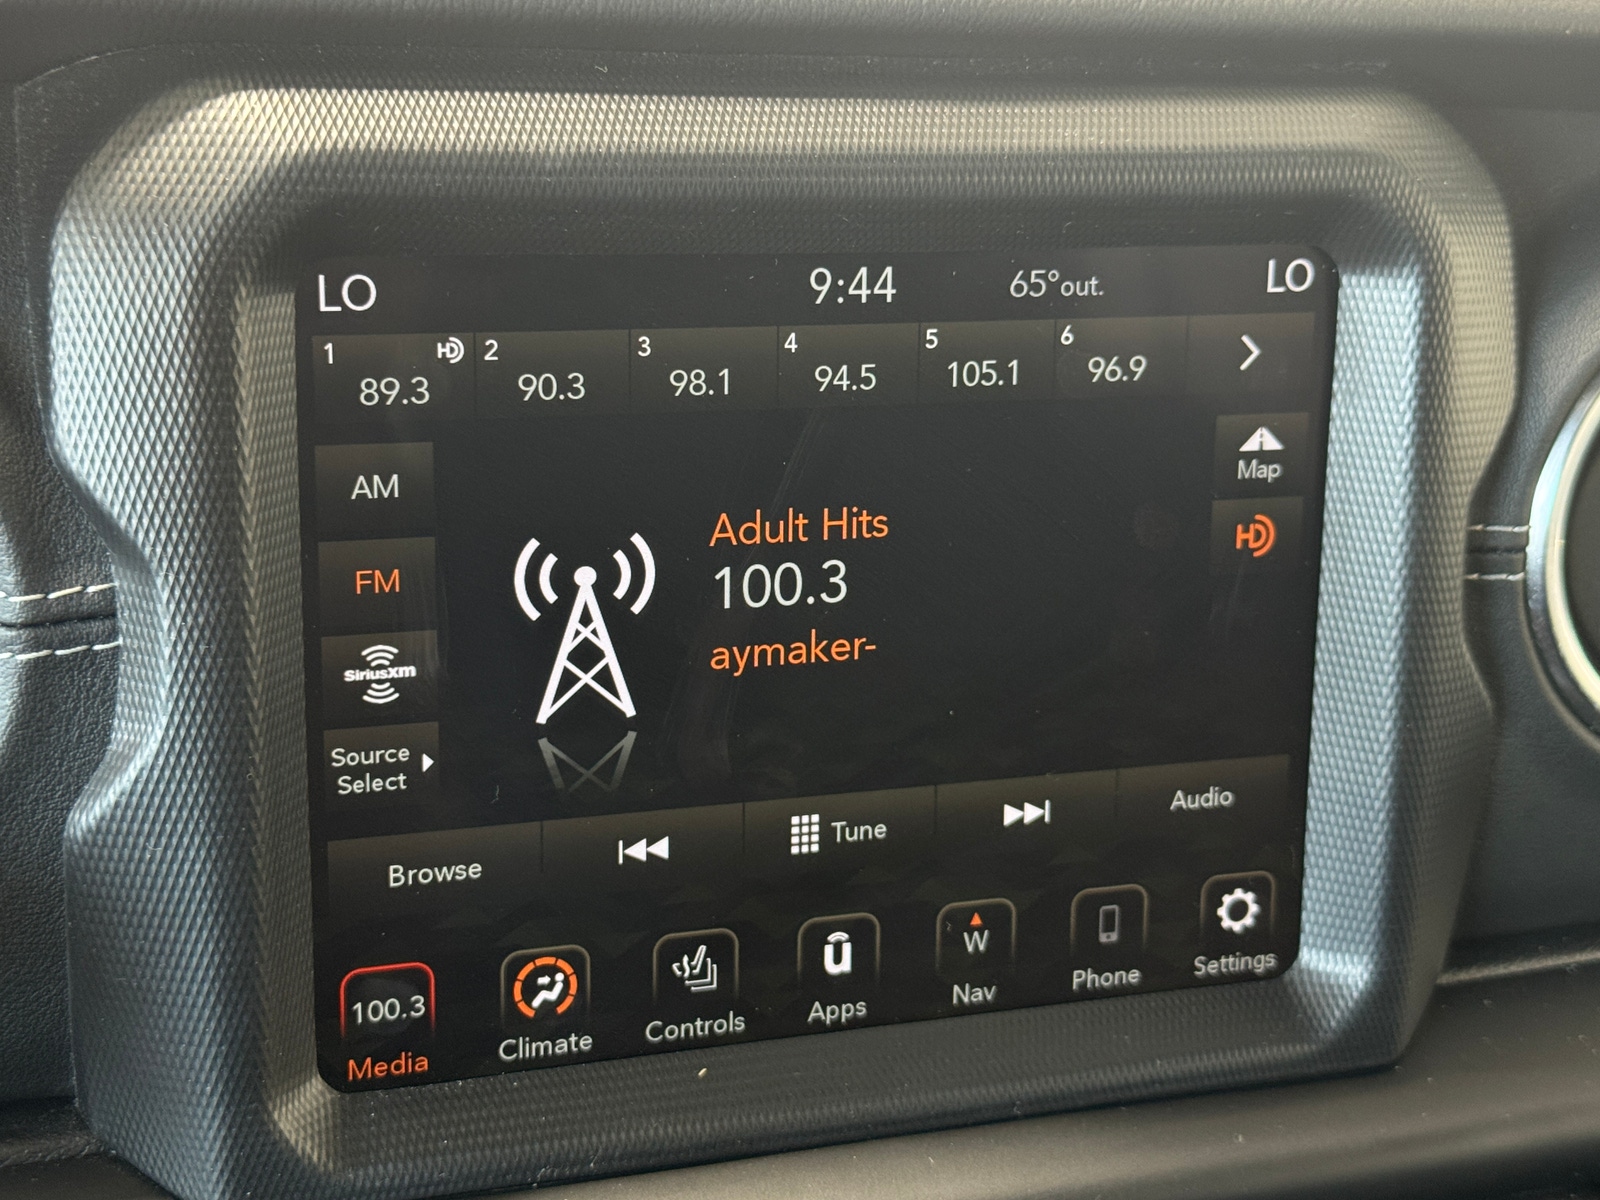 LO 9:44 65°out. LO
1 HD 2 3 4 5 6
89.3 90.3 98.1 94.5 105.1 96.9
Map
AM
Adult Hits
HD
FM
100.3
aymaker-
SiriusXM
Source
Select
Browse Tune Audio
100.3 u W
Media Climate Controls Apps Nav Phone Settings